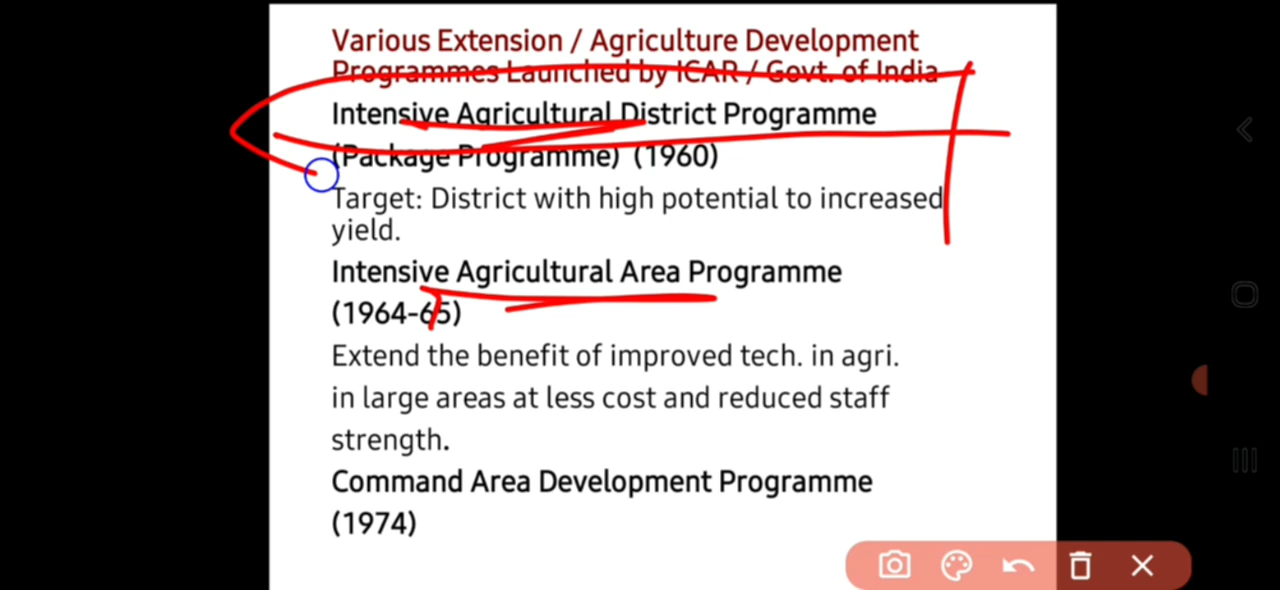 Various Extension / Agriculture Development
Programmes Launched by ICAR / Govt. of India
Intensive Agricultural District Programme
(Package Programme) (1960)
Target: District with high potential to increased
yield.
Intensive Agricultural Area Programme
(1964-65)
Extend the benefit of improved tech. in agri.
in large areas at less cost and reduced staff
strength.
Command Area Development Programme
(1974)